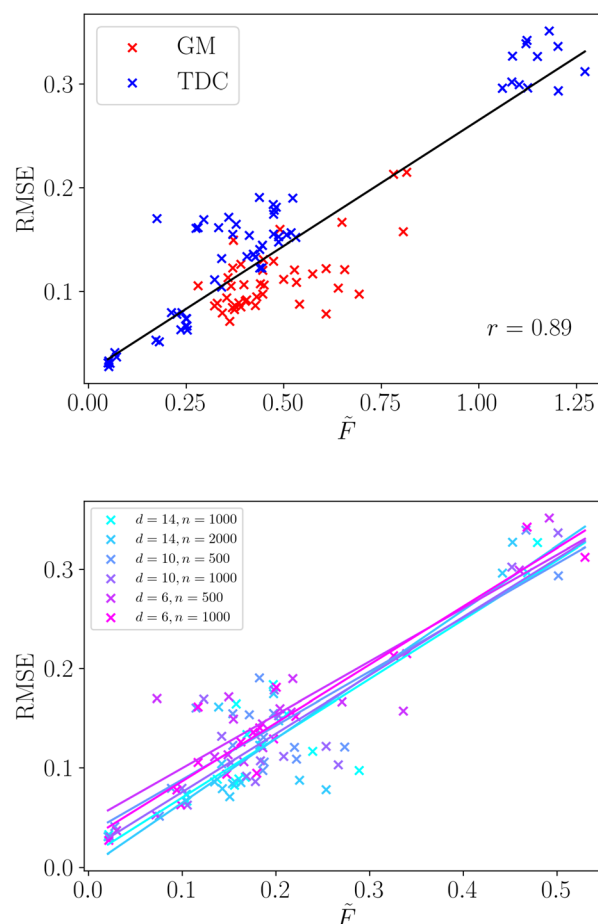 GM
TDC
RMSE
0.3
0.2
0.1
r = 0.89
0.00 0.25 0.50 0.75 1.00 1.25
F̃
d = 14, n = 1000
d = 14, n = 2000
d = 10, n = 500
d = 10, n = 1000
d = 6, n = 500
d = 6, n = 1000
RMSE
0.3
0.2
0.1
0.0
0.0 0.1 0.2 0.3 0.4 0.5
F̃